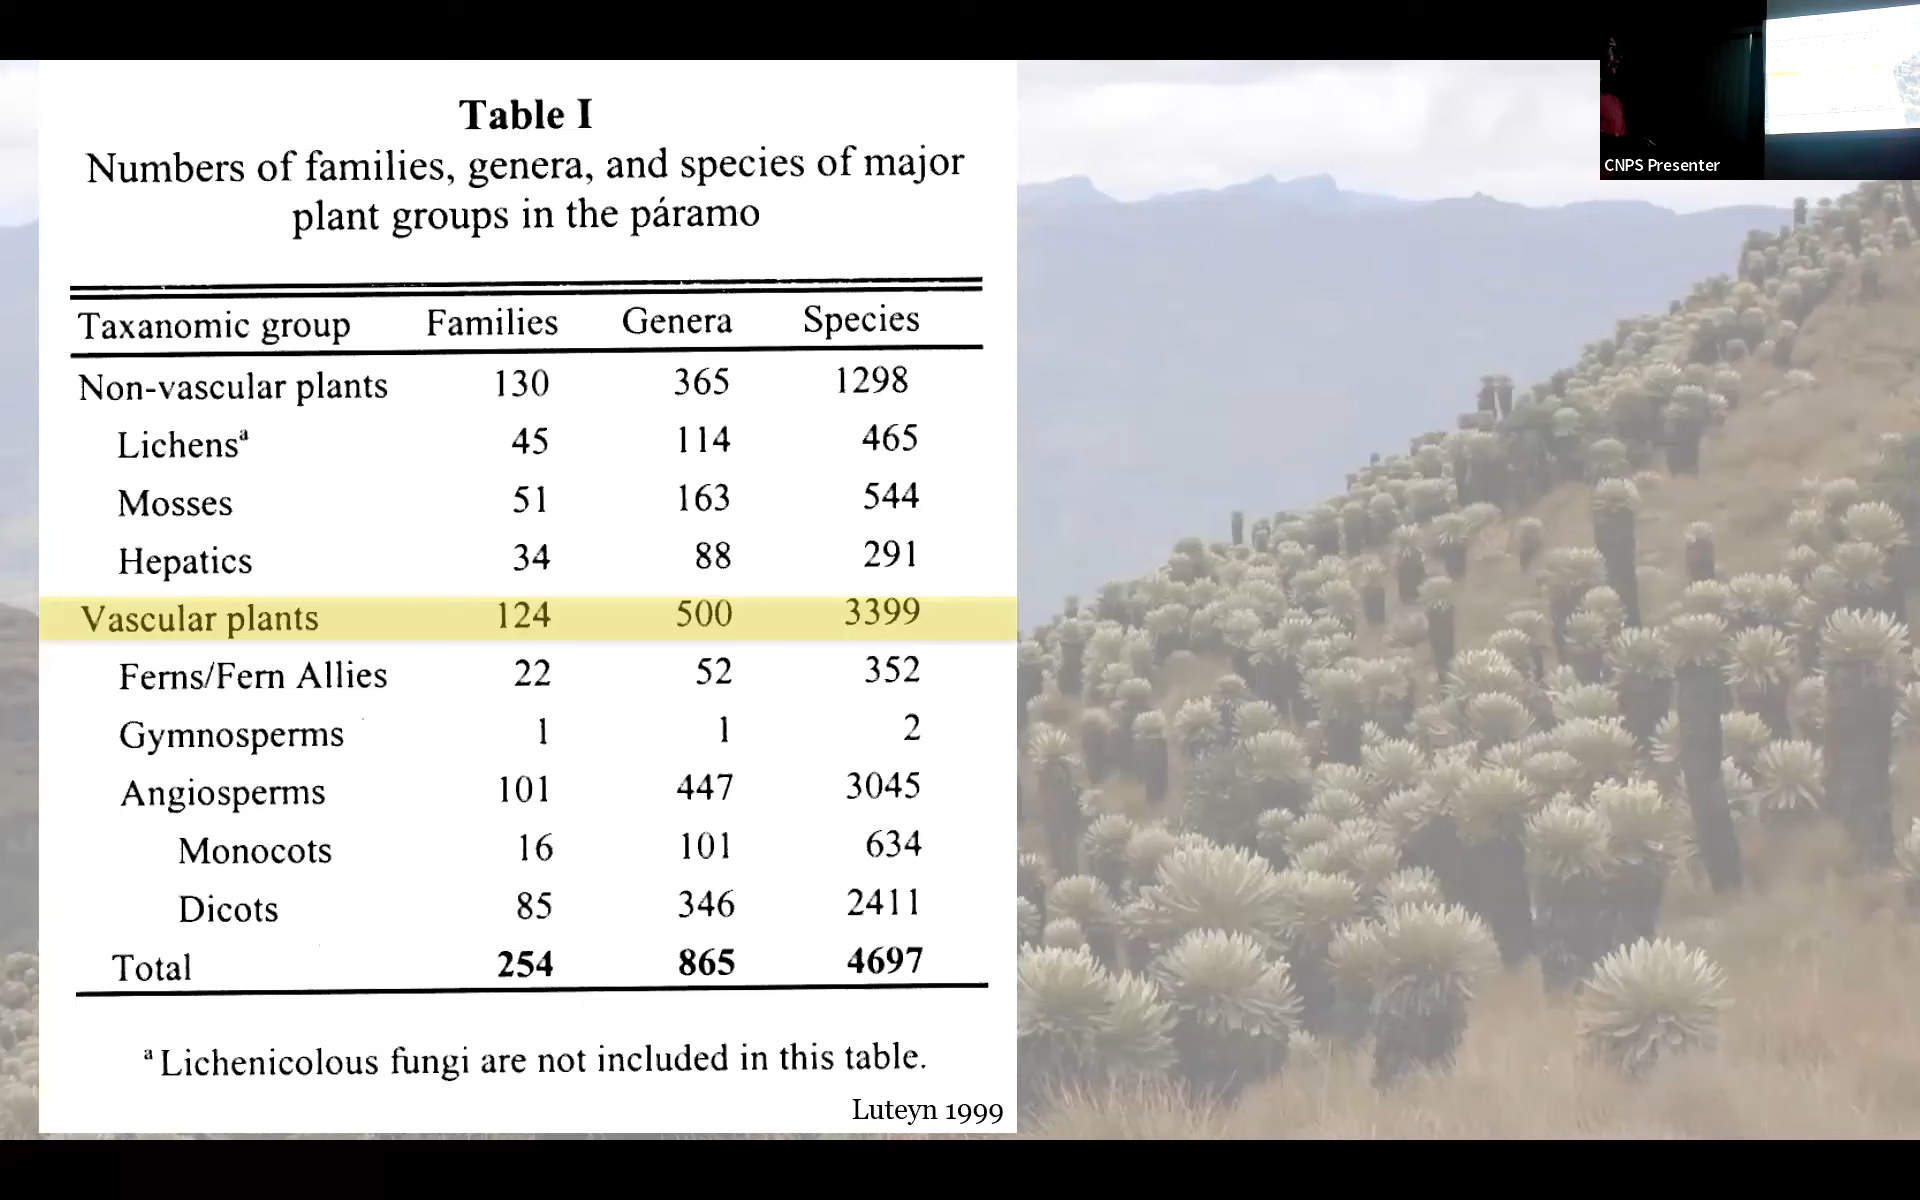 Table I
Numbers of families, genera, and species of major
plant groups in the páramo
Taxanomic group Families Genera Species
Non-vascular plants 130 365 1298
Lichensª 45 114 465
Mosses 51 163 544
Hepatics 34 88 291
Vascular plants 124 500 3399
Ferns/Fern Allies 22 52 352
Gymnosperms 1 1 2
Angiosperms 101 447 3045
Monocots 16 101 634
Dicots 85 346 2411
Total 254 865 4697
ª Lichenicolous fungi are not included in this table.
Luteyn 1999
CNPS Presenter